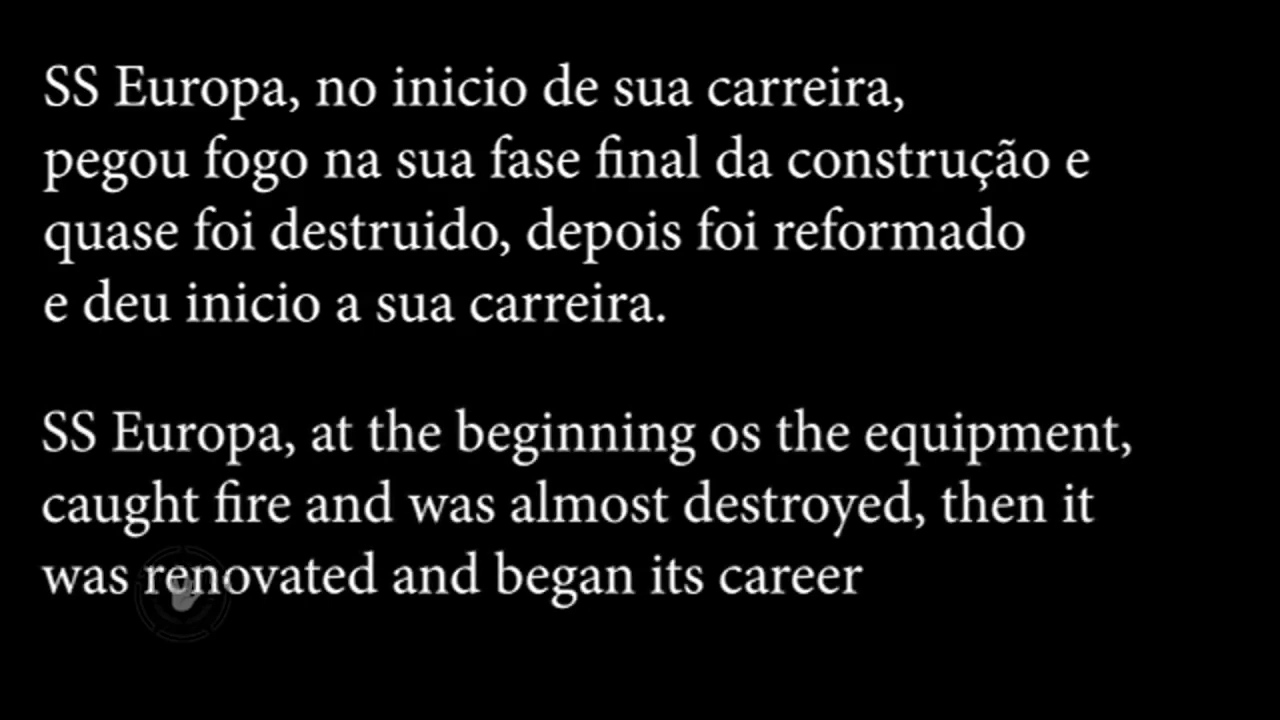 SS Europa, no inicio de sua carreira,
pegou fogo na sua fase final da construção e
quase foi destruido, depois foi reformado
e deu inicio a sua carreira.
SS Europa, at the beginning os the equipment,
caught fire and was almost destroyed, then it
was renovated and began its career